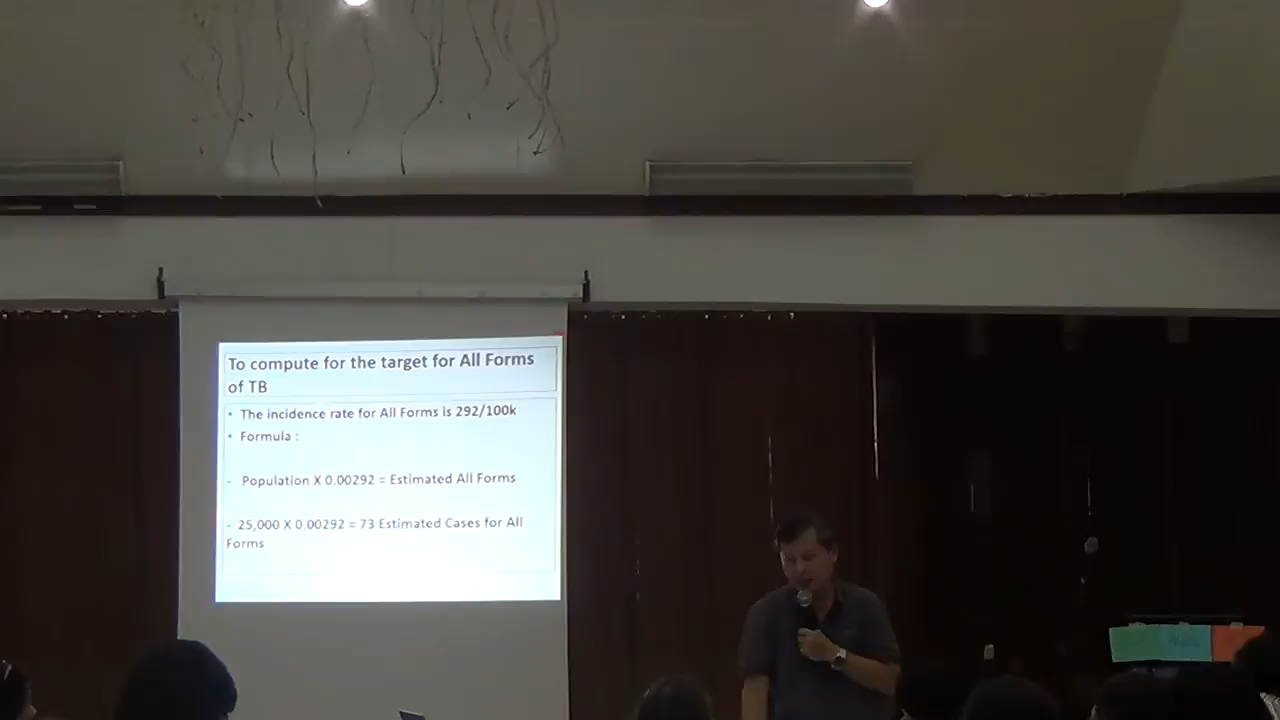 To compute for the target for All Forms
of TB
• The incidence rate for All Forms is 292/100k
• Formula :
- Population X 0.00292 = Estimated All Forms
- 25,000 X 0.00292 = 73 Estimated Cases for All
Forms